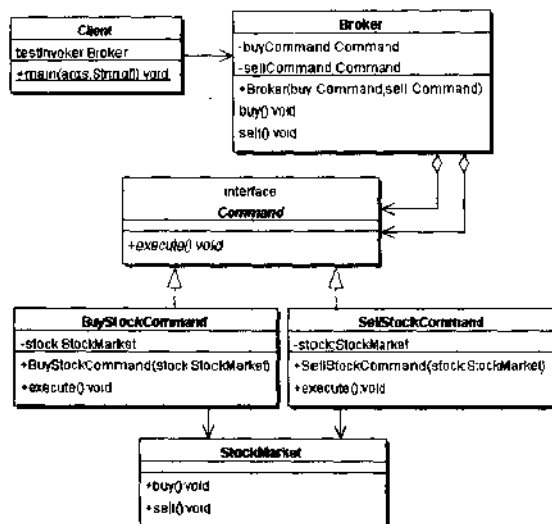 Client
testInvoker Broker
+main(args.String[]) void
Broker
-buyCommand Command
-sellCommand Command
+Broker(buy Command,sell Command)
buy() void
sell() void
interface
Command
+execute() void
BuyStockCommand
-stock StockMarket
+BuyStockCommand(stock StockMarket)
+execute():void
SellStockCommand
-stock:StockMarket
+SellStockCommand(stock:StockMarket)
+execute():void
StockMarket
+buy() void
+sell() void